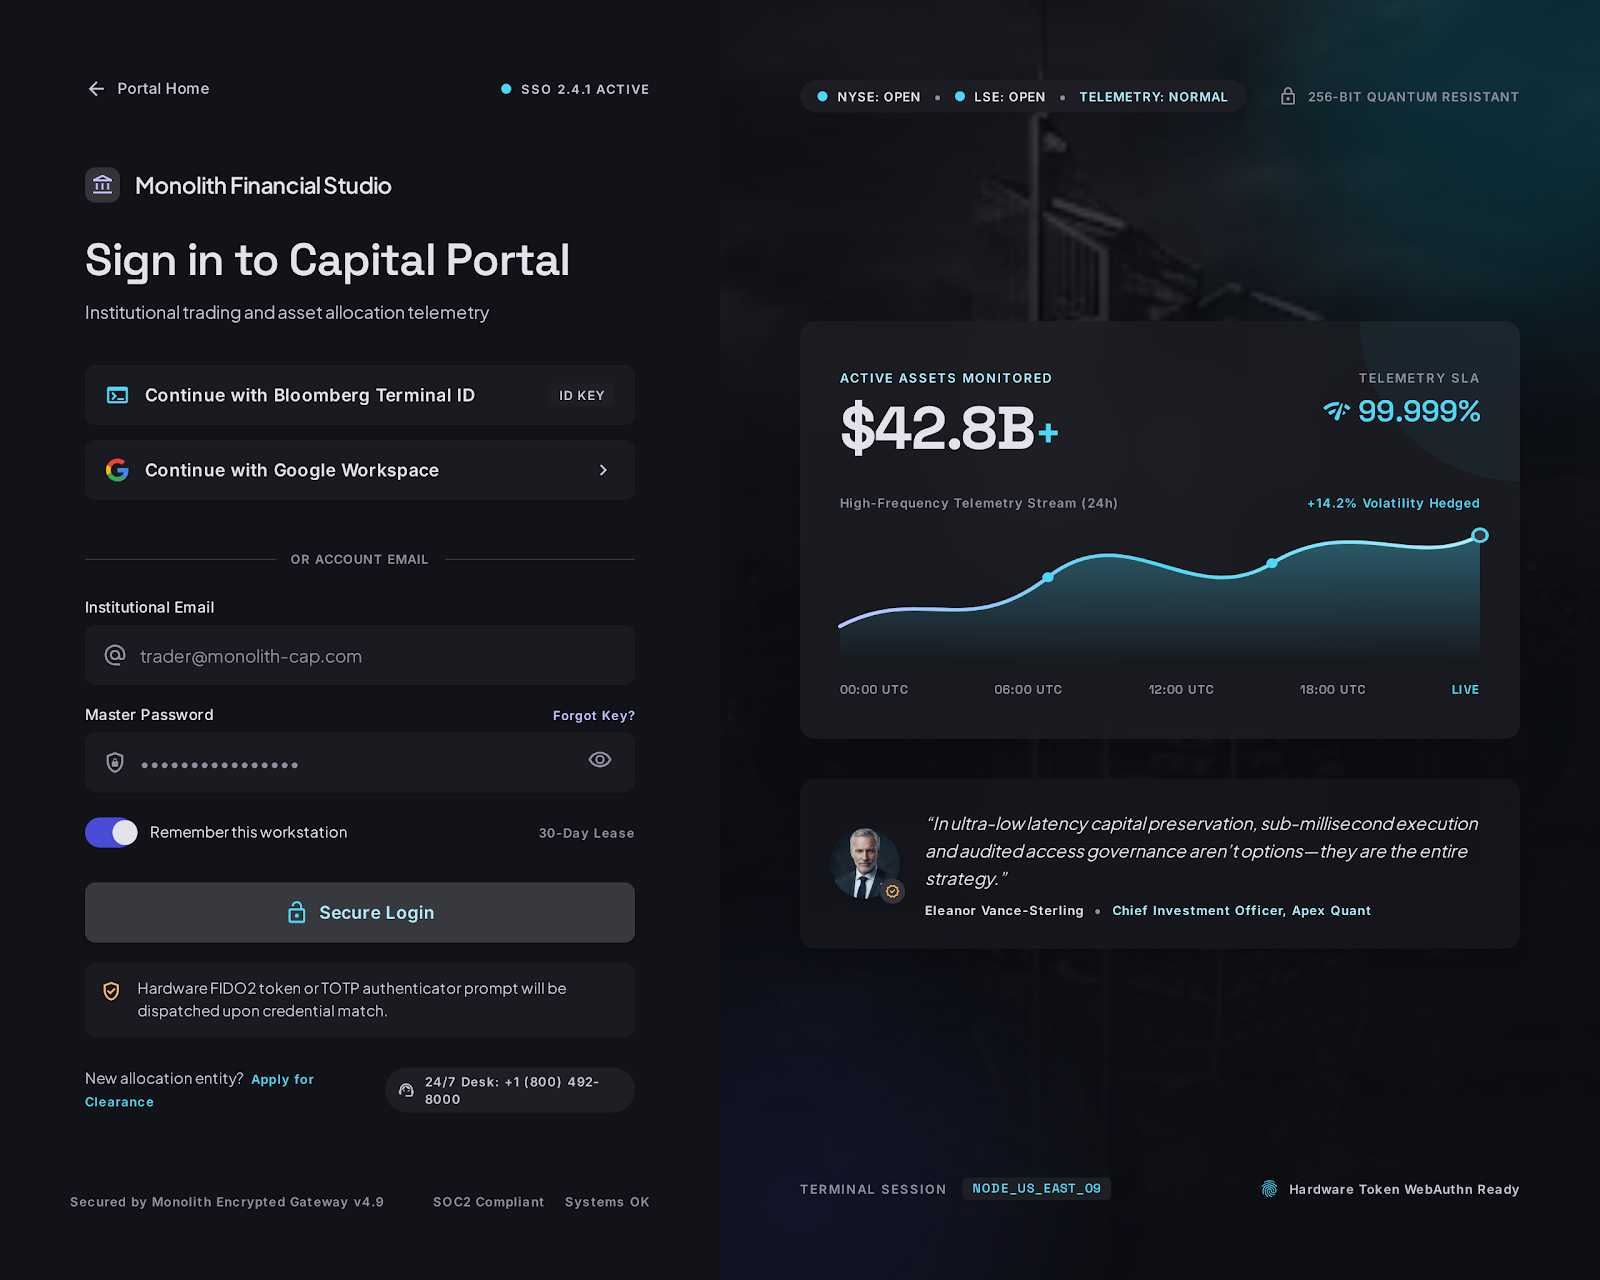 Portal Home
SSO 2.4.1 ACTIVE
Monolith Financial Studio
Sign in to Capital Portal
Institutional trading and asset allocation telemetry
Continue with Bloomberg Terminal ID
ID KEY
Continue with Google Workspace
OR ACCOUNT EMAIL
Institutional Email
trader@monolith-cap.com
Master Password
Forgot Key?
••••••••••••••••
Remember this workstation
30-Day Lease
Secure Login
Hardware FIDO2 token or TOTP authenticator prompt will be
dispatched upon credential match.
New allocation entity? Apply for
Clearance
24/7 Desk: +1 (800) 492-
8000
Secured by Monolith Encrypted Gateway v4.9
SOC2 Compliant
Systems OK
NYSE: OPEN • LSE: OPEN • TELEMETRY: NORMAL
256-BIT QUANTUM RESISTANT
ACTIVE ASSETS MONITORED
$42.8B+
TELEMETRY SLA
99.999%
High-Frequency Telemetry Stream (24h)
+14.2% Volatility Hedged
00:00 UTC
06:00 UTC
12:00 UTC
18:00 UTC
LIVE
“In ultra-low latency capital preservation, sub-millisecond execution
and audited access governance aren’t options—they are the entire
strategy.”
Eleanor Vance-Sterling • Chief Investment Officer, Apex Quant
TERMINAL SESSION
NODE_US_EAST_09
Hardware Token WebAuthn Ready